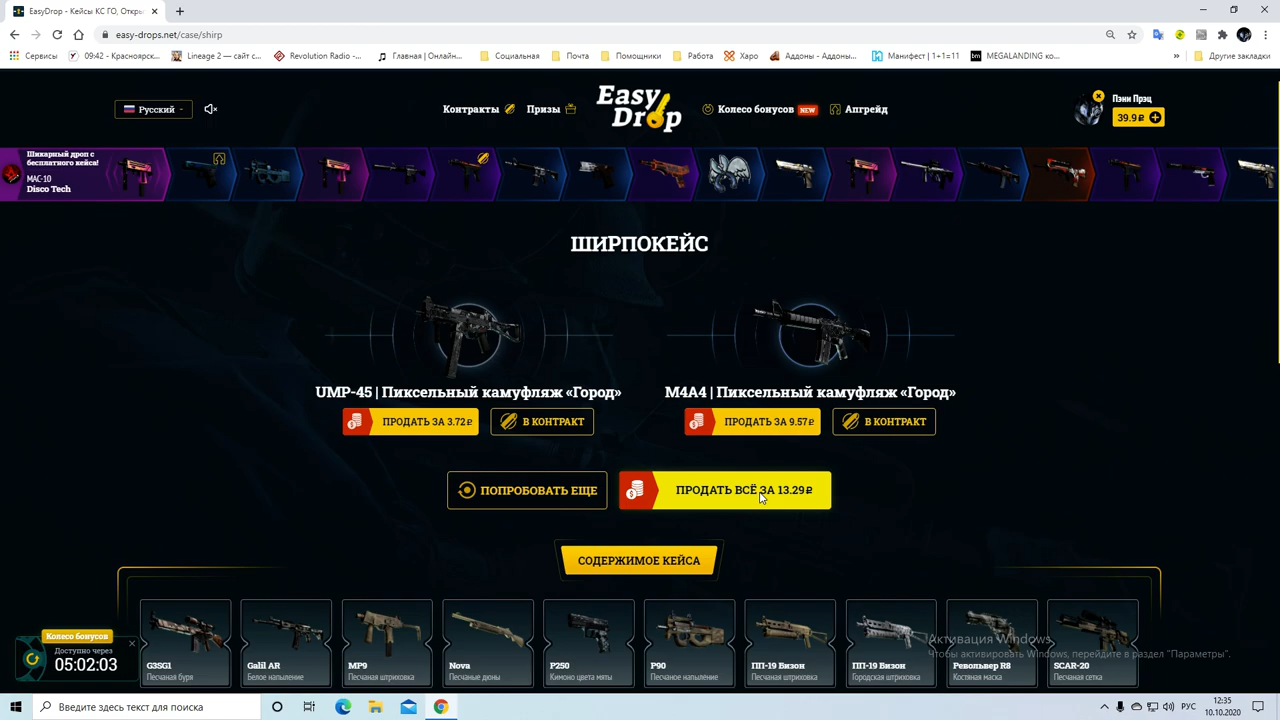 EasyDrop - Кейсы КС ГО, Откры
easy-drops.net/case/shirp
Сервисы
09:42 - Красноярск...
Lineage 2 — сайт с...
Revolution Radio -...
Главная | Онлайн...
Социальная
Почта
Помощники
Работа
Харо
Аддоны - Аддоны...
Манифест | 1+1=11
MEGALANDING ко...
»
Другие закладки
Русский
Контракты
Призы
Easy
Drop
Колесо бонусов NEW
Апгрейд
Пэни Прэц
39.9₽
Шикарный дроп с
бесплатного кейса!
MAC-10
Disco Tech
ШИРПОКЕЙС
UMP-45 | Пиксельный камуфляж «Город»
M4A4 | Пиксельный камуфляж «Город»
ПРОДАТЬ ЗА 3.72₽
В КОНТРАКТ
ПРОДАТЬ ЗА 9.57₽
В КОНТРАКТ
ПОПРОБОВАТЬ ЕЩЕ
ПРОДАТЬ ВСЁ ЗА 13.29₽
СОДЕРЖИМОЕ КЕЙСА
G3SG1
Песчаная буря
Galil AR
Белое напыление
MP9
Песчаная штриховка
Nova
Песчаные дюны
P250
Кимоно цвета мяты
P90
Песчаное напыление
ПП-19 Бизон
Песчаная штриховка
ПП-19 Бизон
Городская штриховка
Револьвер R8
Костяная маска
SCAR-20
Песчаная сетка
Колесо бонусов
Доступно через
05:02:03
Активация Windows
Чтобы активировать Windows, перейдите в раздел "Параметры".
Введите здесь текст для поиска
РУС
12:35
10.10.2020